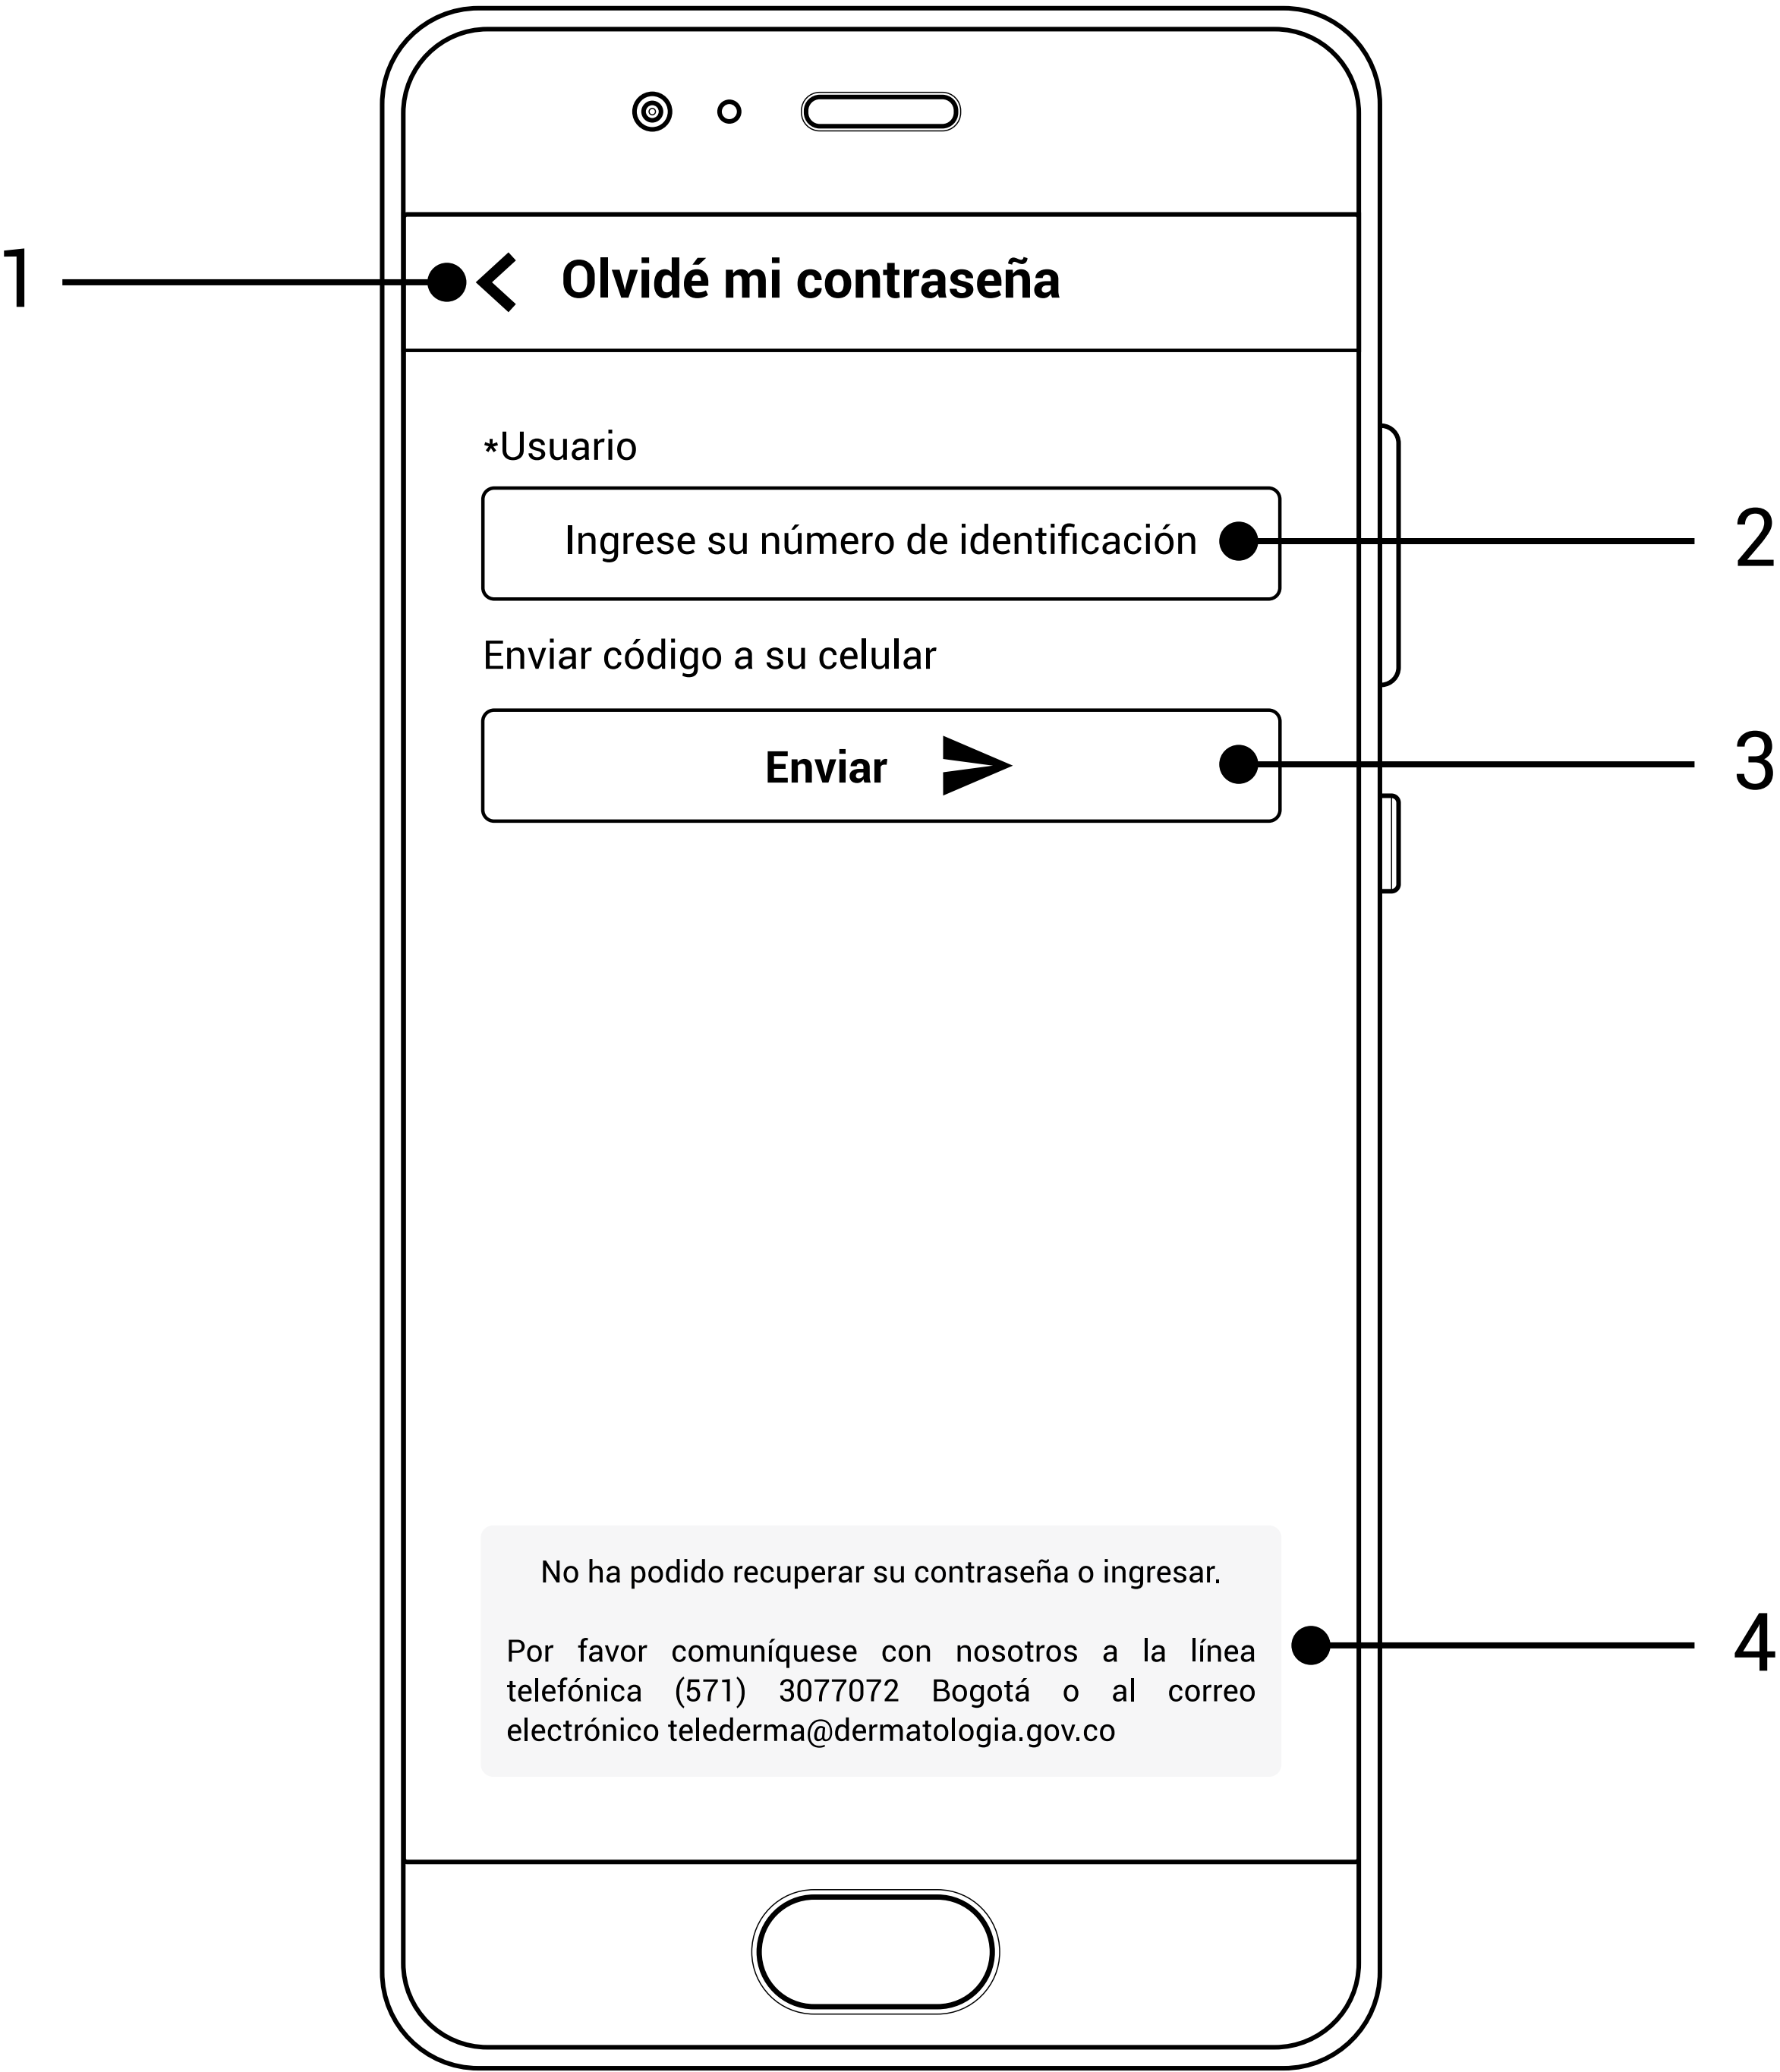 1
Olvidé mi contraseña
*Usuario
Ingrese su número de identificación
2
Enviar código a su celular
Enviar
3
No ha podido recuperar su contraseña o ingresar.
Por favor comuníquese con nosotros a la línea
telefónica (571) 3077072 Bogotá o al correo
electrónico telederma@dermatologia.gov.co
4